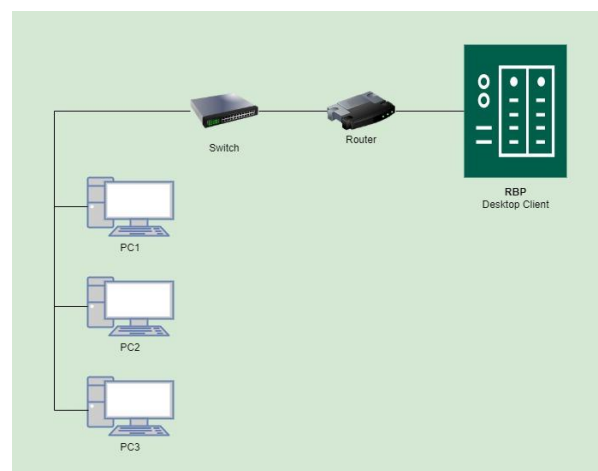 Switch
Router
RBP
Desktop Client
PC1
PC2
PC3